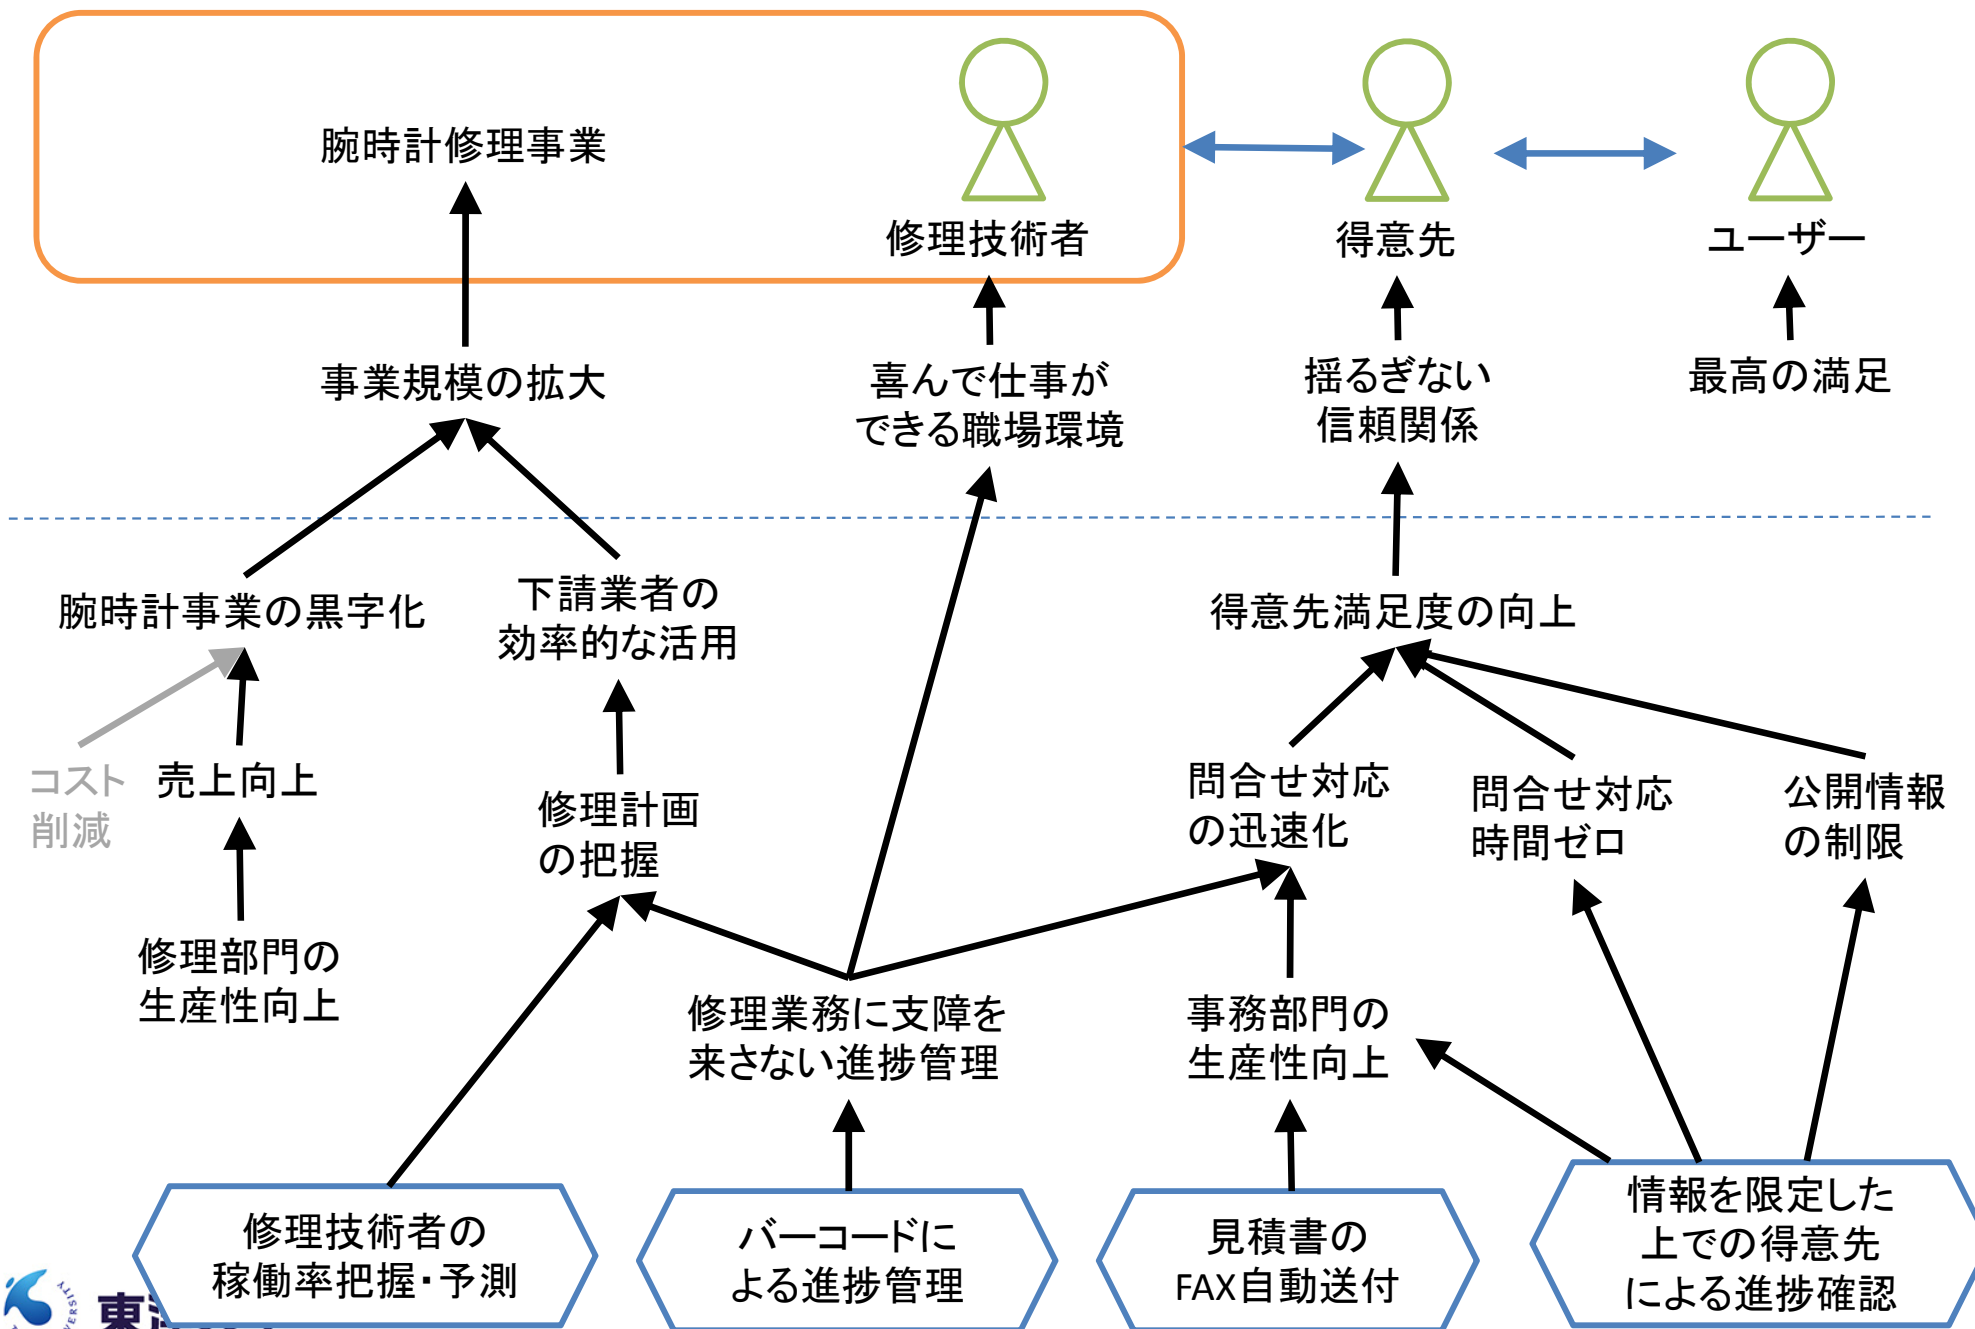 腕時計修理事業
修理技術者
得意先
ユーザー
事業規模の拡大
喜んで仕事が
できる職場環境
揺るぎない
信頼関係
最高の満足
腕時計事業の黒字化
下請業者の
効率的な活用
得意先満足度の向上
コスト
削減
売上向上
修理計画
の把握
問合せ対応
の迅速化
問合せ対応
時間ゼロ
公開情報
の制限
修理部門の
生産性向上
修理業務に支障を
来さない進捗管理
事務部門の
生産性向上
修理技術者の
稼働率把握・予測
バーコードに
よる進捗管理
見積書の
FAX自動送付
情報を限定した
上での得意先
による進捗確認
東洋